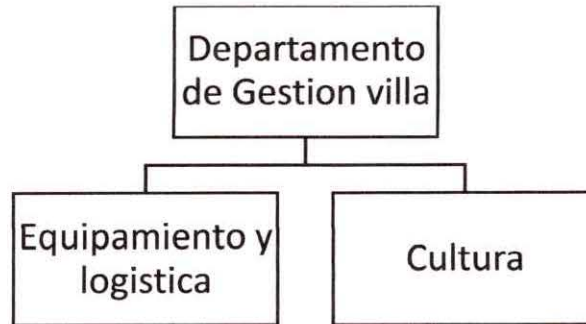 Departamento
de Gestion villa
Equipamiento y
logistica
Cultura